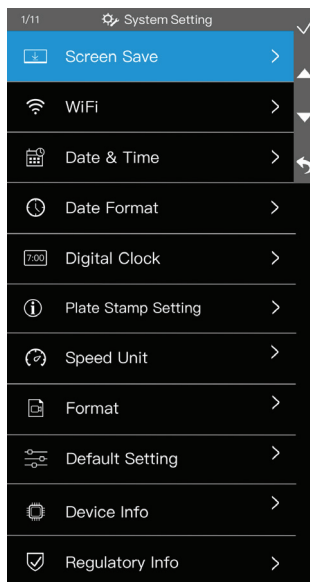 1/11
System Setting
Screen Save
WiFi
Date & Time
Date Format
7:00
Digital Clock
Plate Stamp Setting
Speed Unit
Format
Default Setting
Device Info
Regulatory Info